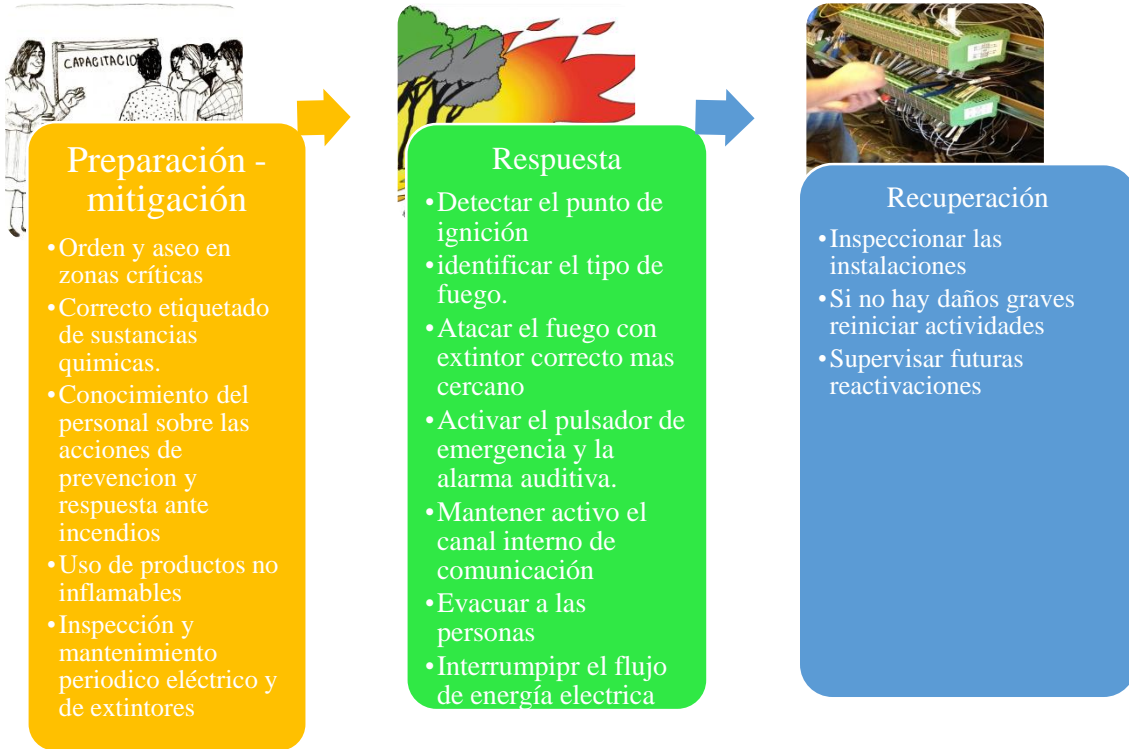 CAPACITACION
Preparación -
mitigación
•Orden y aseo en
zonas críticas
•Correcto etiquetado
de sustancias
quimicas.
•Conocimiento del
personal sobre las
acciones de
prevencion y
respuesta ante
incendios
•Uso de productos no
inflamables
•Inspección y
mantenimiento
periodico eléctrico y
de extintores
Respuesta
•Detectar el punto de
ignición
•identificar el tipo de
fuego.
•Atacar el fuego con
extintor correcto mas
cercano
•Activar el pulsador de
emergencia y la
alarma auditiva.
•Mantener activo el
canal interno de
comunicación
•Evacuar a las
personas
•Interrumpipr el flujo
de energía electrica
Recuperación
•Inspeccionar las
instalaciones
•Si no hay daños graves
reiniciar actividades
•Supervisar futuras
reactivaciones